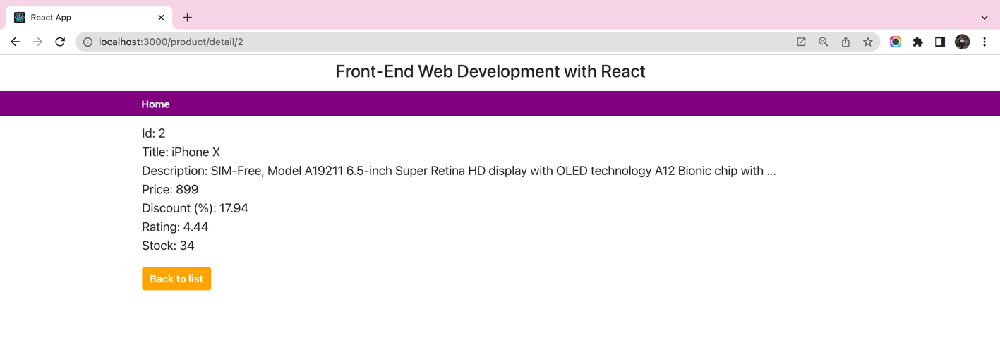 React App
localhost:3000/product/detail/2
Front-End Web Development with React
Home
Id: 2
Title: iPhone X
Description: SIM-Free, Model A19211 6.5-inch Super Retina HD display with OLED technology A12 Bionic chip with ...
Price: 899
Discount (%): 17.94
Rating: 4.44
Stock: 34
Back to list